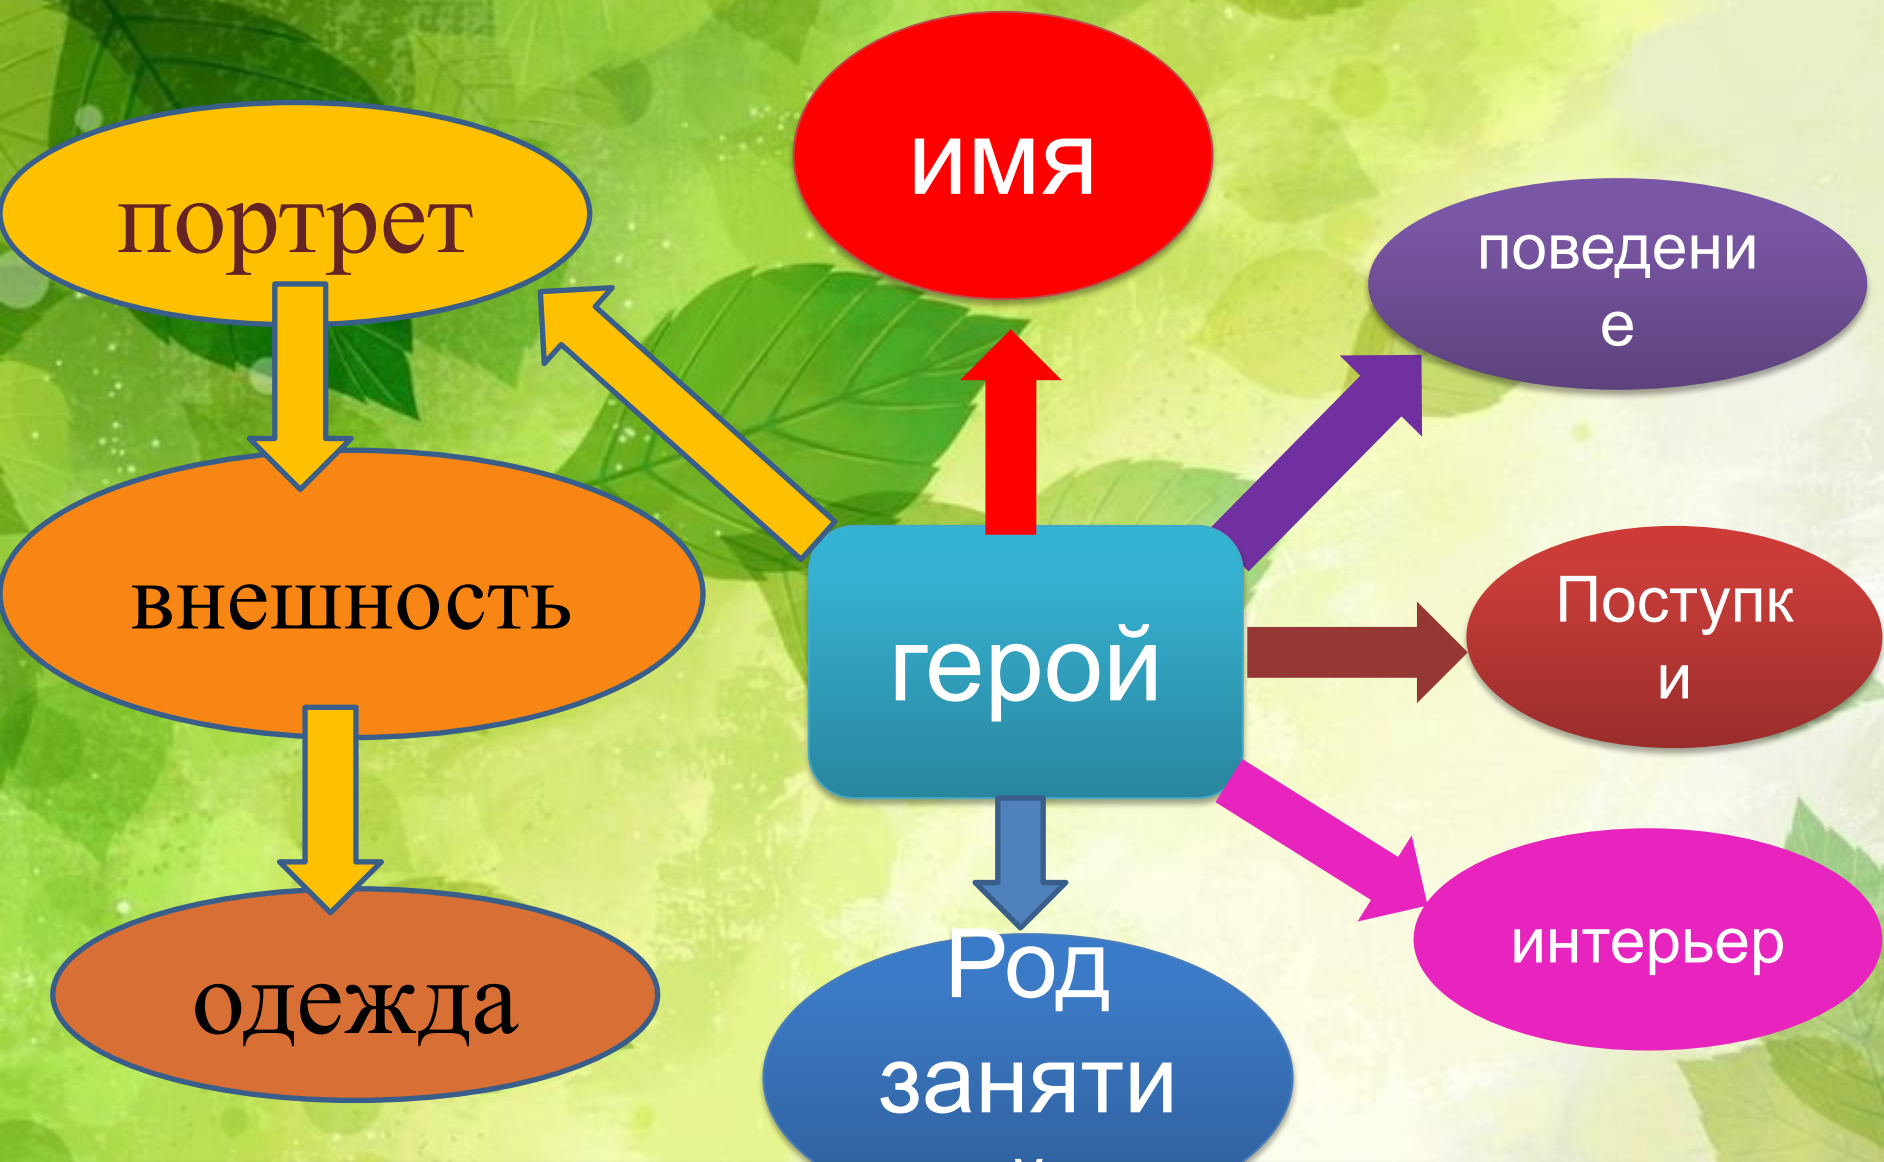 имя
портрет
поведени
е
внешность
герой
Поступк
и
интерьер
одежда
Род
заняти
й